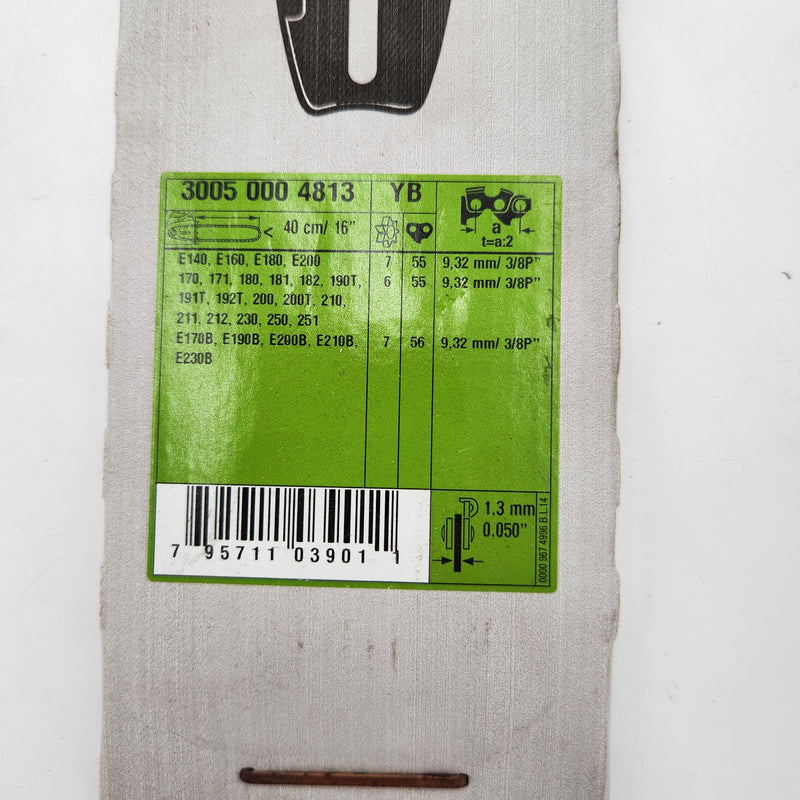 3005 000 4813 YB
a
t=a:2
< 40 cm/ 16"
E140, E160, E180, E200 7 55 9,32 mm/ 3/8P"
170, 171, 180, 181, 182, 190T, 6 55 9,32 mm/ 3/8P"
191T, 192T, 200, 200T, 210,
211, 212, 230, 250, 251
E170B, E190B, E200B, E210B, 7 56 9,32 mm/ 3/8P"
E230B
1.3 mm
0.050"
0000 967 4996 B L14
7 95711 03901 1